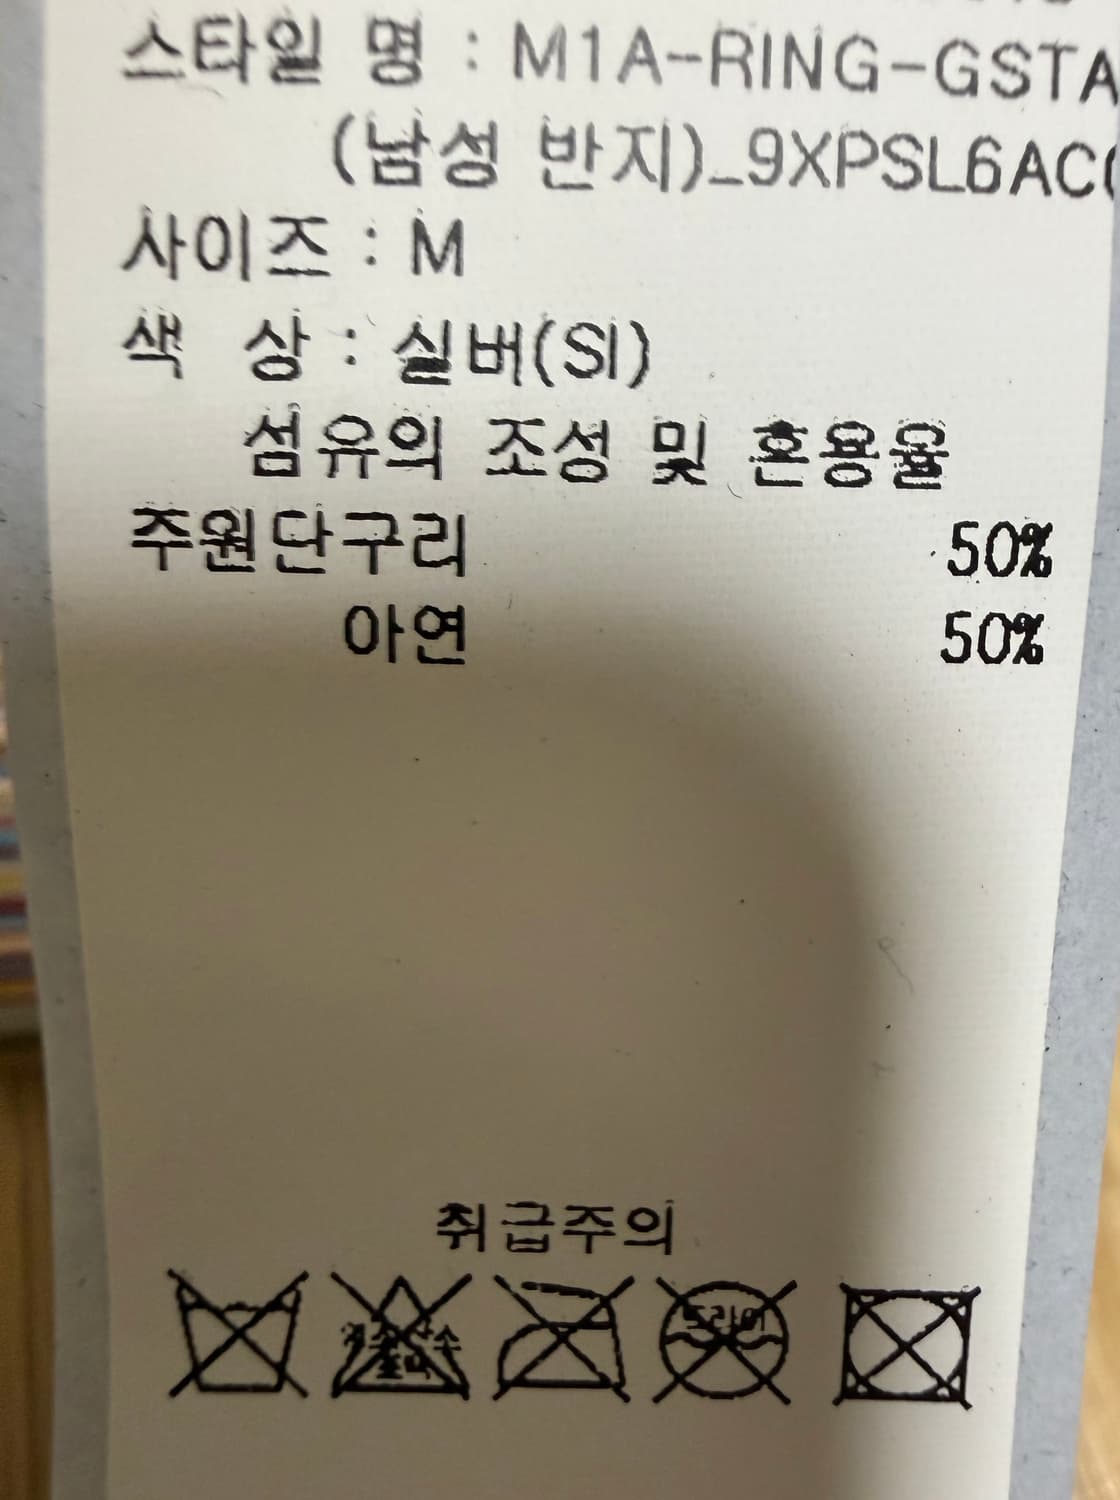 스타일 명 : M1A-RING-GSTA
(남성 반지)_9XPSL6AC
사이즈 : M
색 상 : 실버(SI)
섬유의 조성 및 혼용율
주원단구리 50%
아연 50%
취급주의
드라이